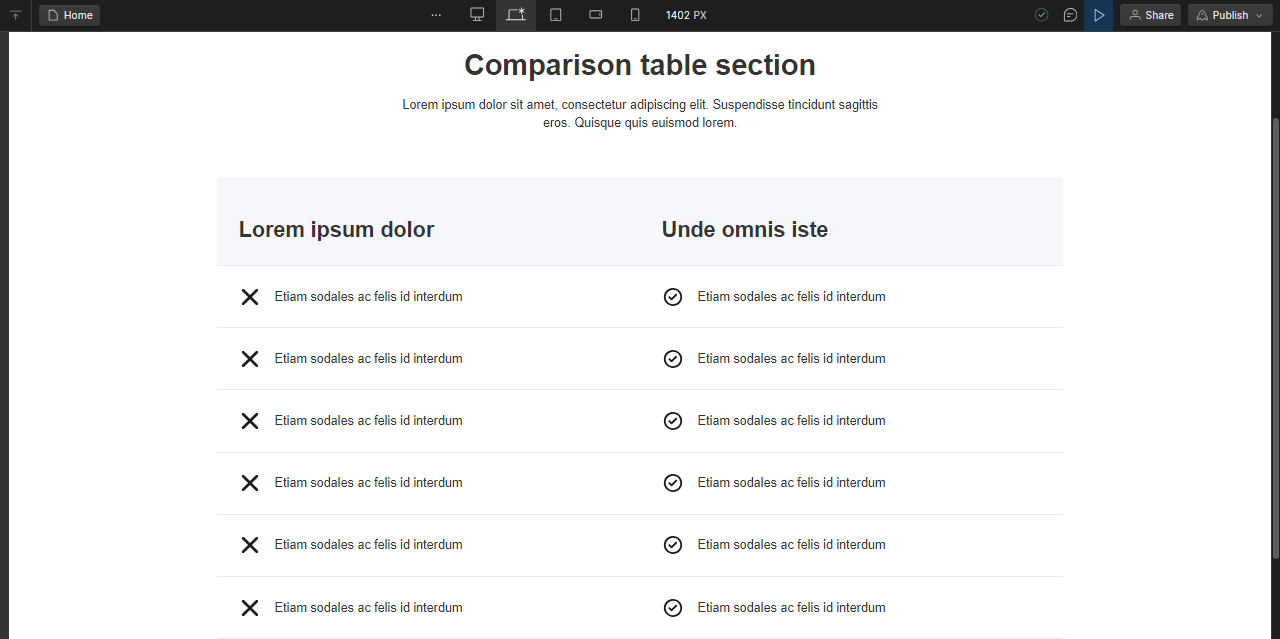 Home
1402 PX
Share
Publish
Comparison table section
Lorem ipsum dolor sit amet, consectetur adipiscing elit. Suspendisse tincidunt sagittis
eros. Quisque quis euismod lorem.
Lorem ipsum dolor Unde omnis iste
Etiam sodales ac felis id interdum Etiam sodales ac felis id interdum
Etiam sodales ac felis id interdum Etiam sodales ac felis id interdum
Etiam sodales ac felis id interdum Etiam sodales ac felis id interdum
Etiam sodales ac felis id interdum Etiam sodales ac felis id interdum
Etiam sodales ac felis id interdum Etiam sodales ac felis id interdum
Etiam sodales ac felis id interdum Etiam sodales ac felis id interdum